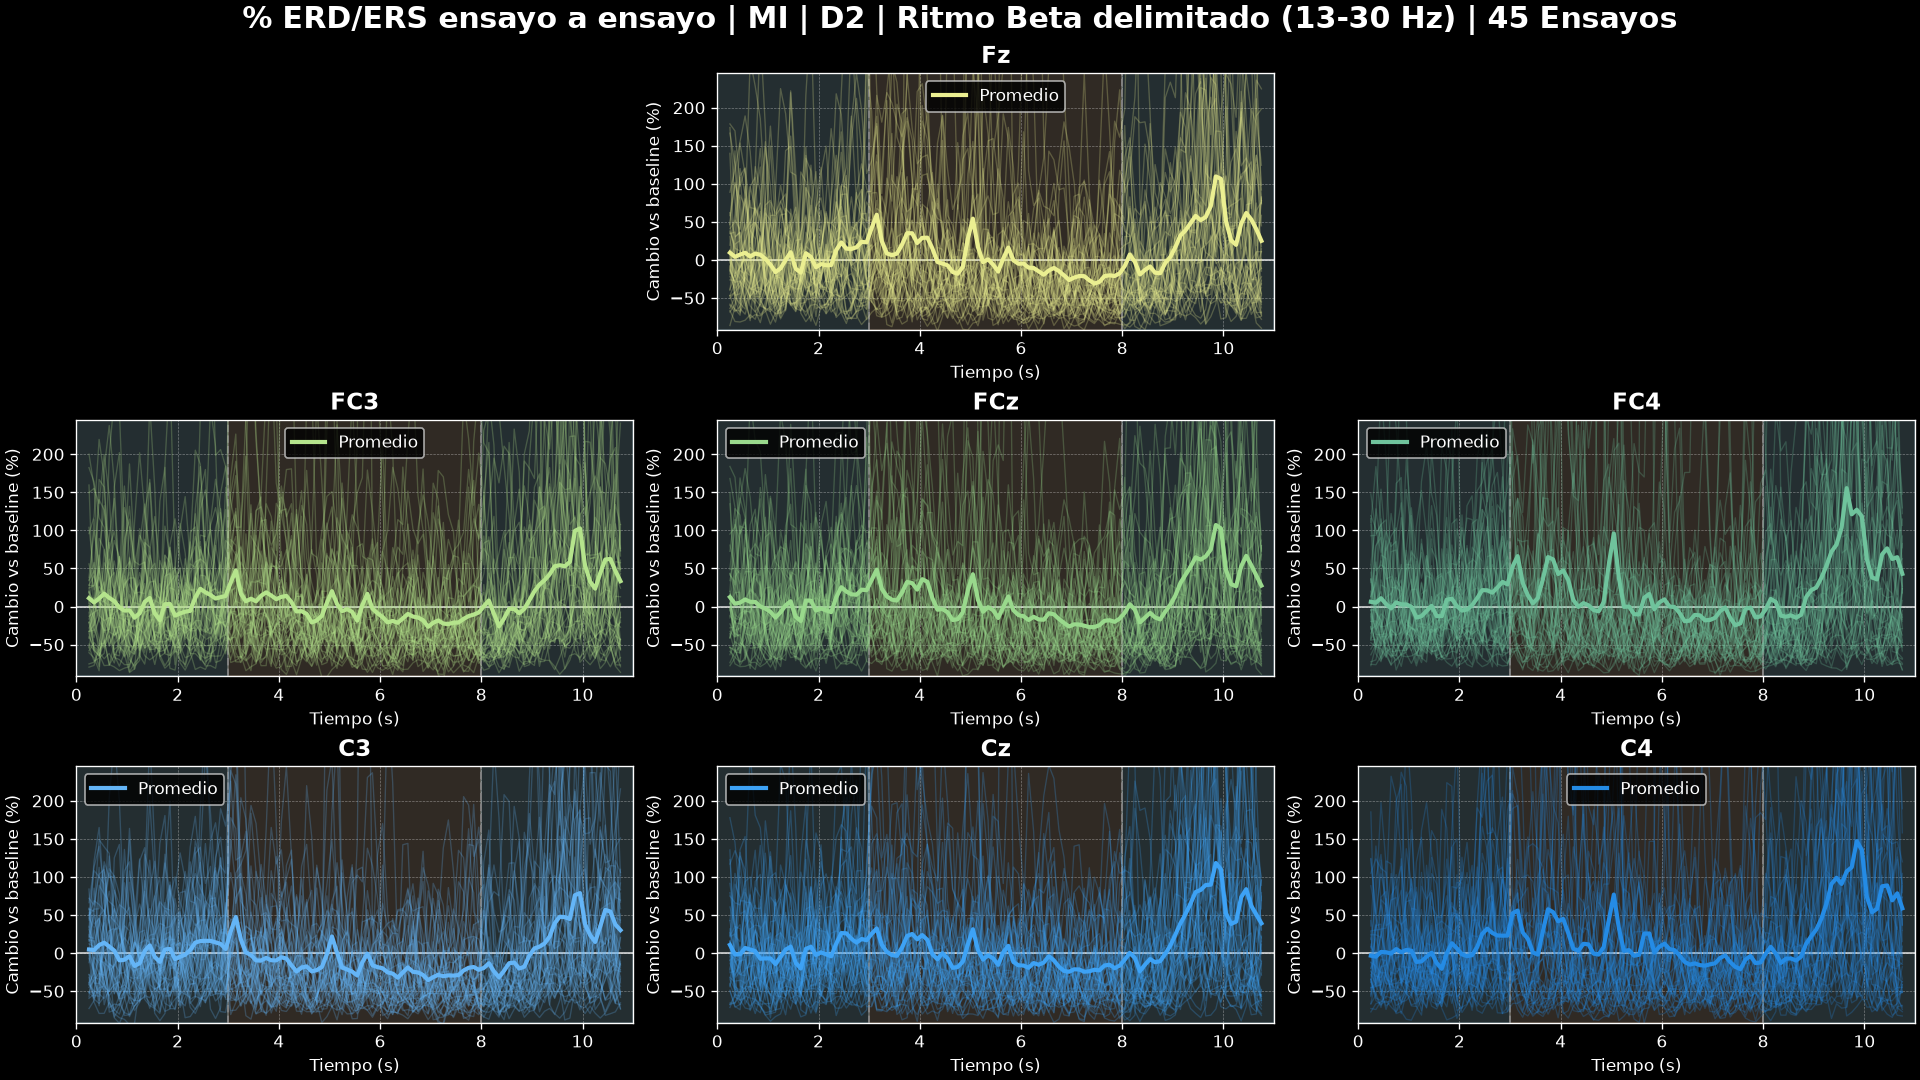 % ERD/ERS ensayo a ensayo | MI | D2 | Ritmo Beta delimitado (13-30 Hz) | 45 Ensayos
Fz
Cambio vs baseline (%)
200
150
100
50
0
−50
Promedio
0 2 4 6 8 10
Tiempo (s)
FC3
Cambio vs baseline (%)
200
150
100
50
0
−50
Promedio
0 2 4 6 8 10
Tiempo (s)
FCz
Cambio vs baseline (%)
200
150
100
50
0
−50
Promedio
0 2 4 6 8 10
Tiempo (s)
FC4
Cambio vs baseline (%)
200
150
100
50
0
−50
Promedio
0 2 4 6 8 10
Tiempo (s)
C3
Cambio vs baseline (%)
200
150
100
50
0
−50
Promedio
0 2 4 6 8 10
Tiempo (s)
Cz
Cambio vs baseline (%)
200
150
100
50
0
−50
Promedio
0 2 4 6 8 10
Tiempo (s)
C4
Cambio vs baseline (%)
200
150
100
50
0
−50
Promedio
0 2 4 6 8 10
Tiempo (s)